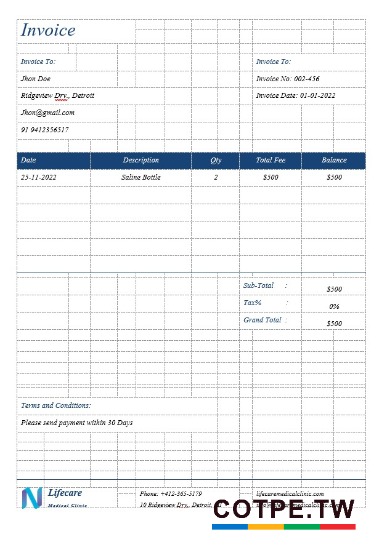 Invoice
Invoice To: Invoice To:
Jhon Doe Invoice No: 002-456
Ridgeview Dry., Detroit Invoice Date: 01-01-2022
Jhon@gmail.com
91 9412356517
Date Description Qty Total Fee Balance
25-11-2022 Saline Bottle 2 $500 $500
Sub-Total : $500
Tax% : 0%
Grand Total : $500
Terms and Conditions:
Please send payment within 30 Days
Lifecare Phone: +412-365-5179 lifecaremedicalclinic.com
Medical Clinic 10 Ridgeview Dry., Detroit,
COTPE.TW